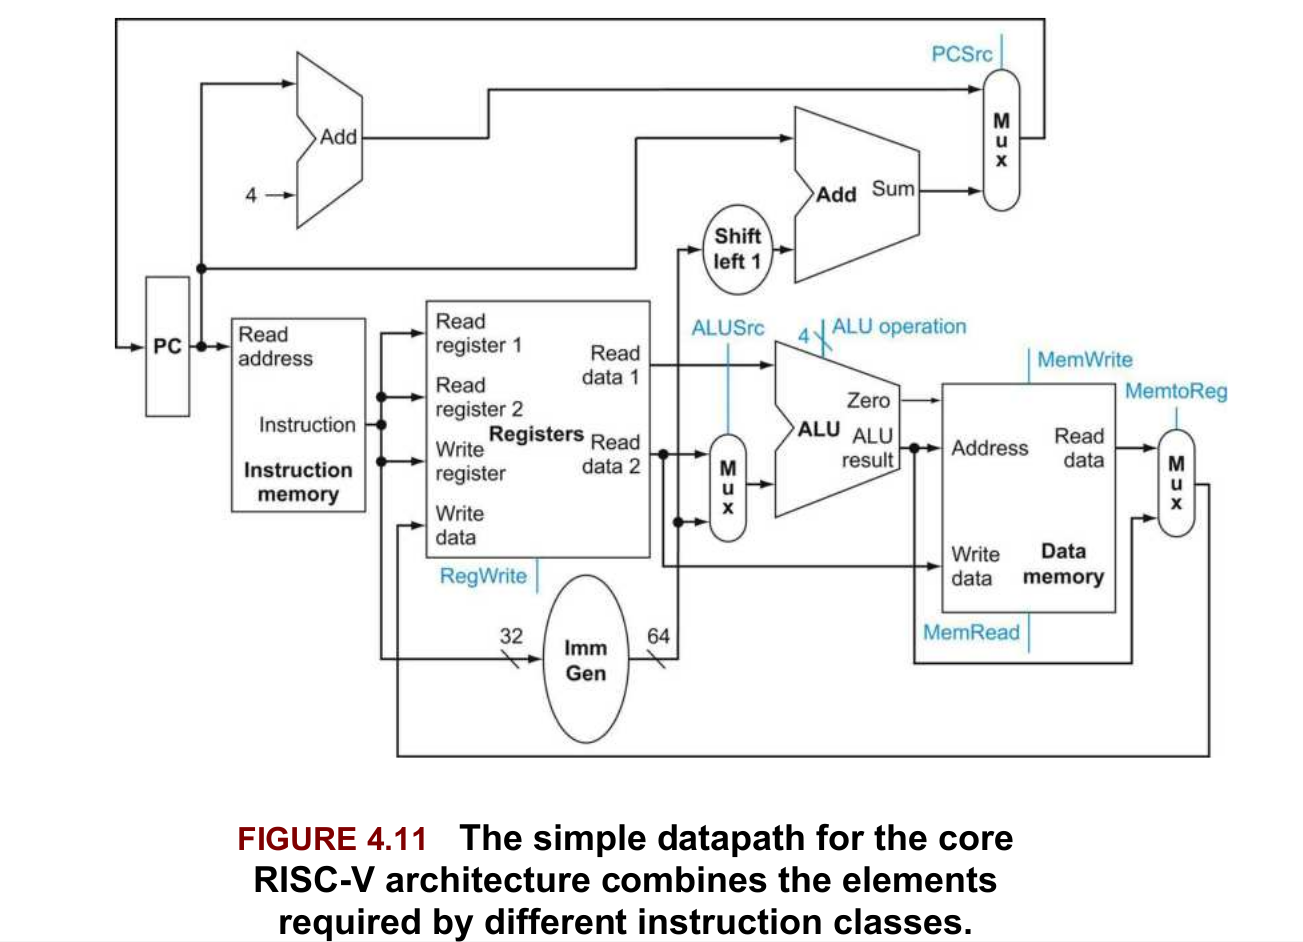 PCSrc
M
u
x
Add
4
Add Sum
Shift
left 1
PC
Read
address
Instruction
Instruction
memory
Read
register 1
Read
register 2
Write
register
Write
data
Registers
Read
data 1
Read
data 2
RegWrite
ALUSrc
M
u
x
4
ALU operation
Zero
ALU
ALU
result
MemWrite
Address
Read
data
Write
data
Data
memory
MemRead
MemtoReg
M
u
x
32
Imm
Gen
64
FIGURE 4.11 The simple datapath for the core
RISC-V architecture combines the elements
required by different instruction classes.